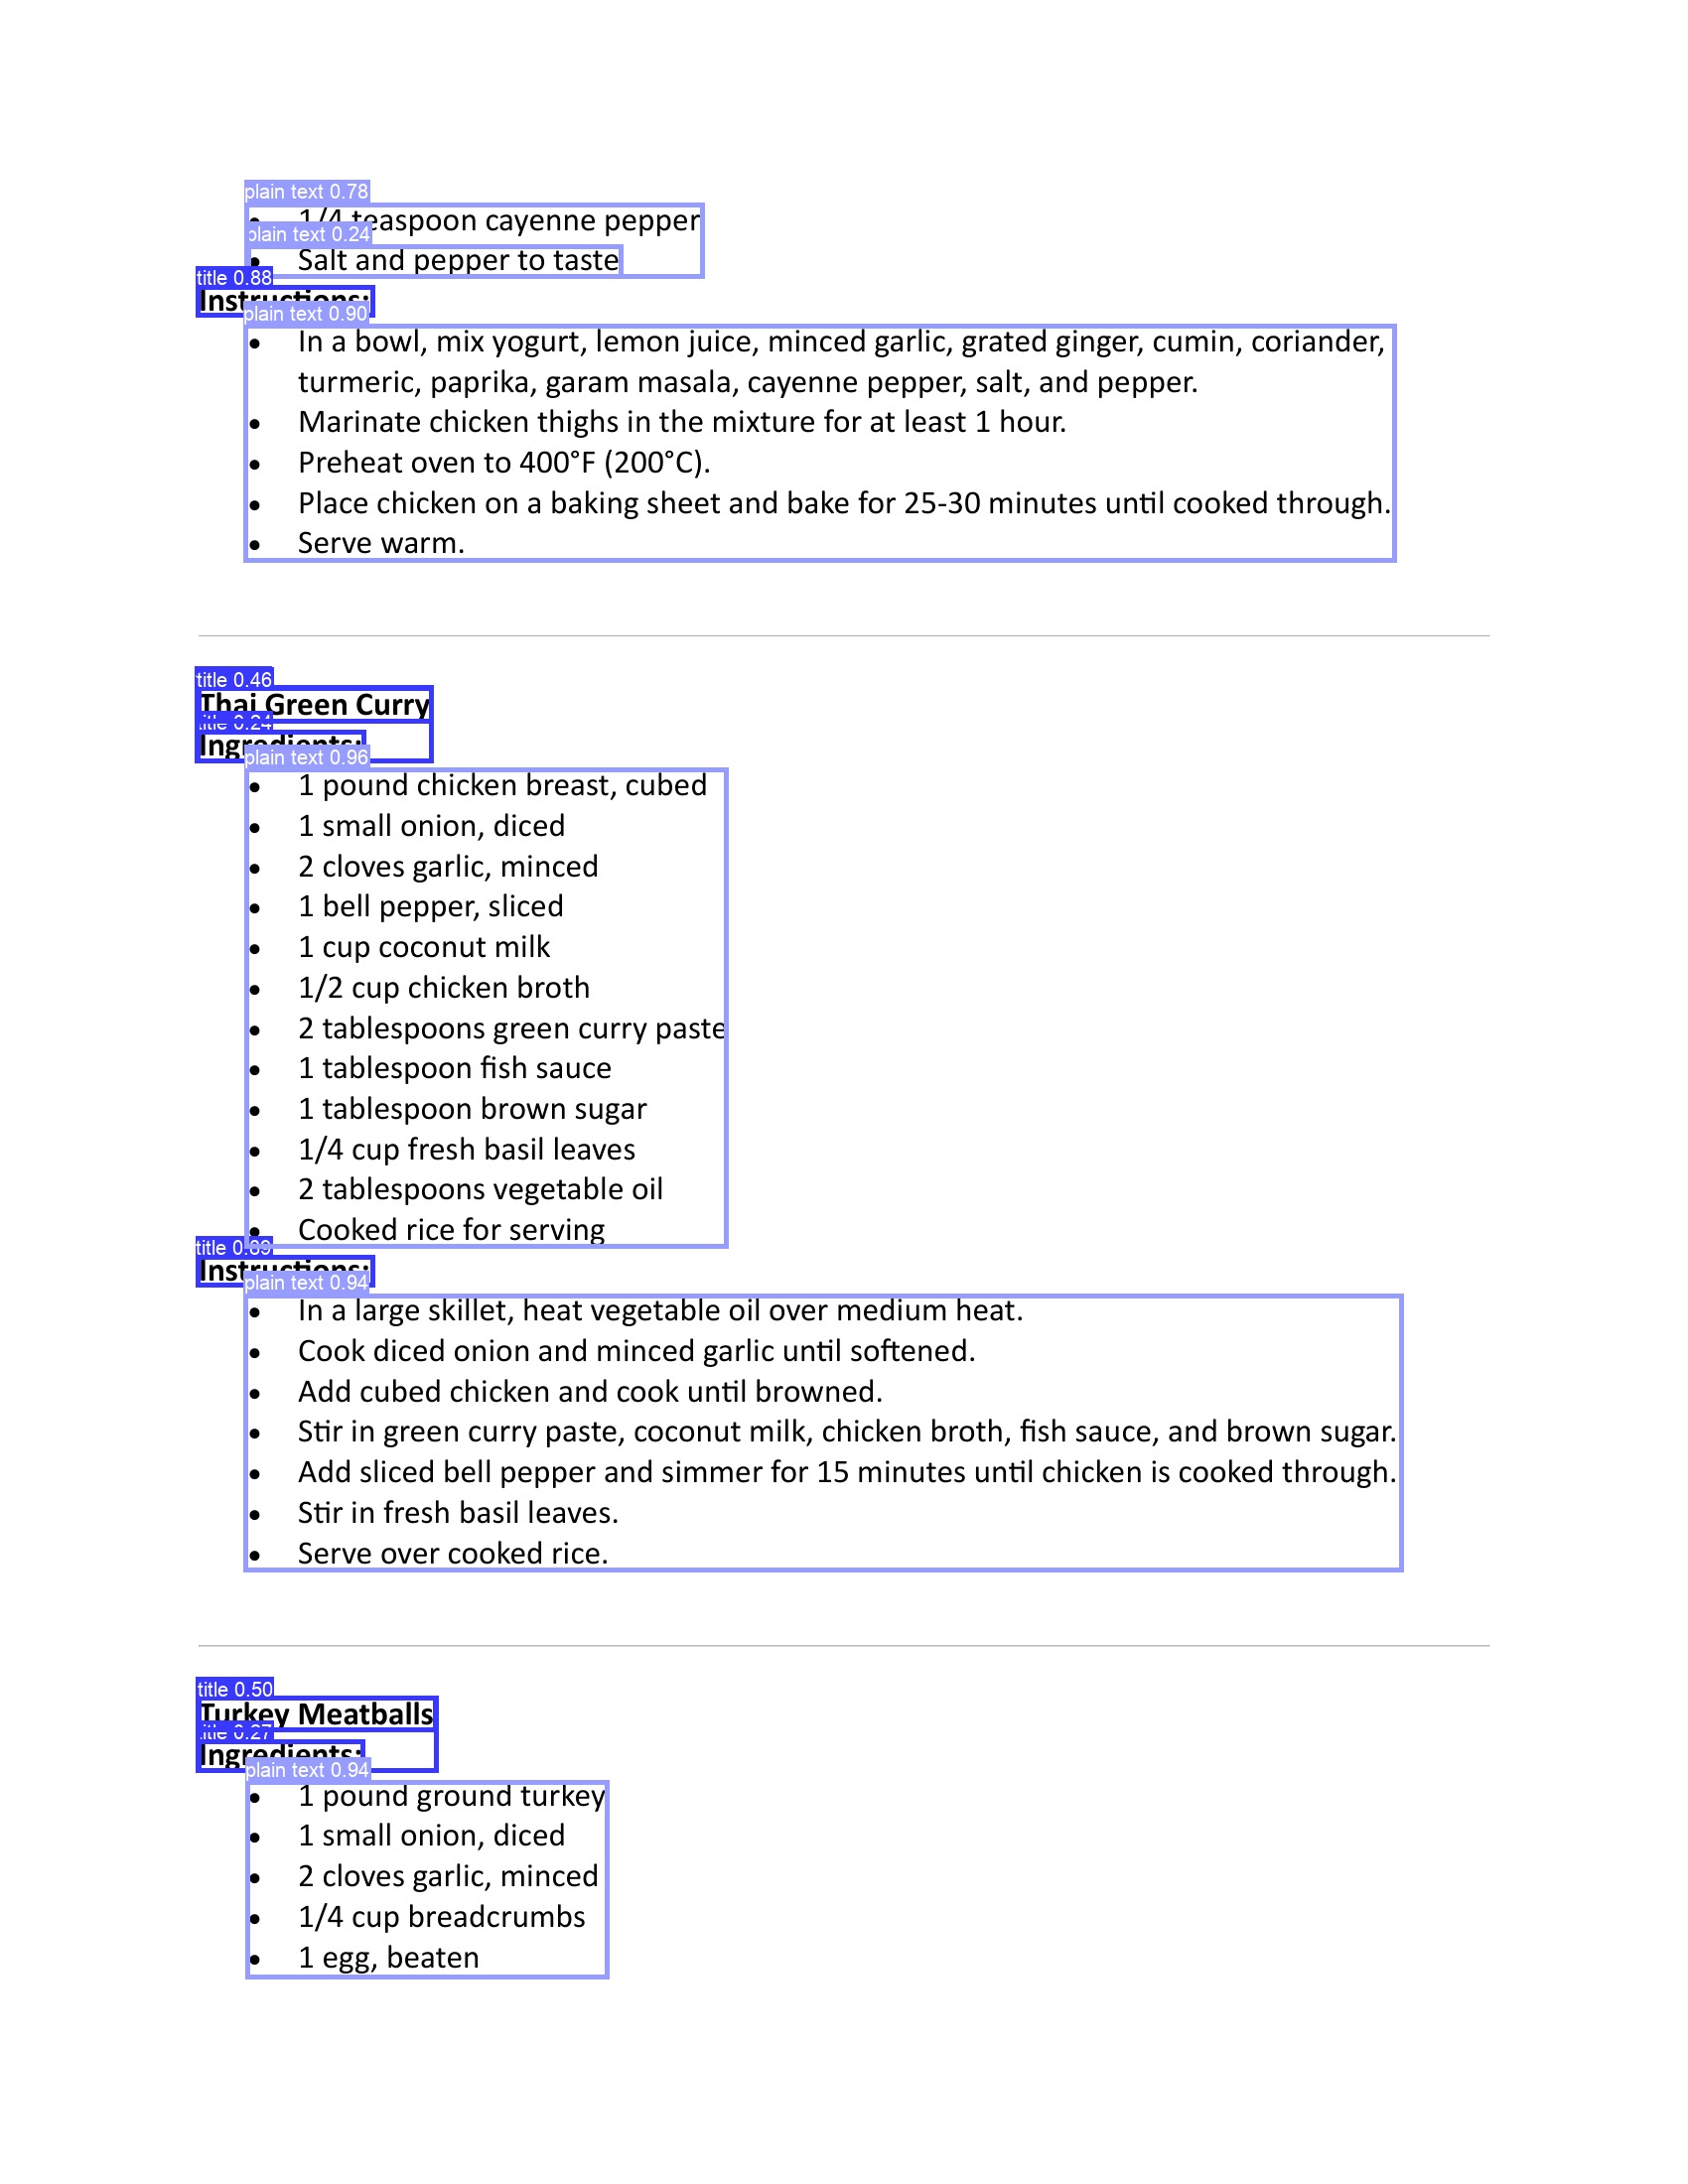 plain text 0.78
• 1/4 teaspoon cayenne pepper
plain text 0.24
• Salt and pepper to taste
title 0.88
Instructions:
plain text 0.90
• In a bowl, mix yogurt, lemon juice, minced garlic, grated ginger, cumin, coriander,
turmeric, paprika, garam masala, cayenne pepper, salt, and pepper.
• Marinate chicken thighs in the mixture for at least 1 hour.
• Preheat oven to 400°F (200°C).
• Place chicken on a baking sheet and bake for 25-30 minutes until cooked through.
• Serve warm.
title 0.46
Thai Green Curry
title 0.24
Ingredients:
plain text 0.96
• 1 pound chicken breast, cubed
• 1 small onion, diced
• 2 cloves garlic, minced
• 1 bell pepper, sliced
• 1 cup coconut milk
• 1/2 cup chicken broth
• 2 tablespoons green curry paste
• 1 tablespoon fish sauce
• 1 tablespoon brown sugar
• 1/4 cup fresh basil leaves
• 2 tablespoons vegetable oil
• Cooked rice for serving
title 0.89
Instructions:
plain text 0.94
• In a large skillet, heat vegetable oil over medium heat.
• Cook diced onion and minced garlic until softened.
• Add cubed chicken and cook until browned.
• Stir in green curry paste, coconut milk, chicken broth, fish sauce, and brown sugar.
• Add sliced bell pepper and simmer for 15 minutes until chicken is cooked through.
• Stir in fresh basil leaves.
• Serve over cooked rice.
title 0.50
Turkey Meatballs
title 0.27
Ingredients:
plain text 0.94
• 1 pound ground turkey
• 1 small onion, diced
• 2 cloves garlic, minced
• 1/4 cup breadcrumbs
• 1 egg, beaten